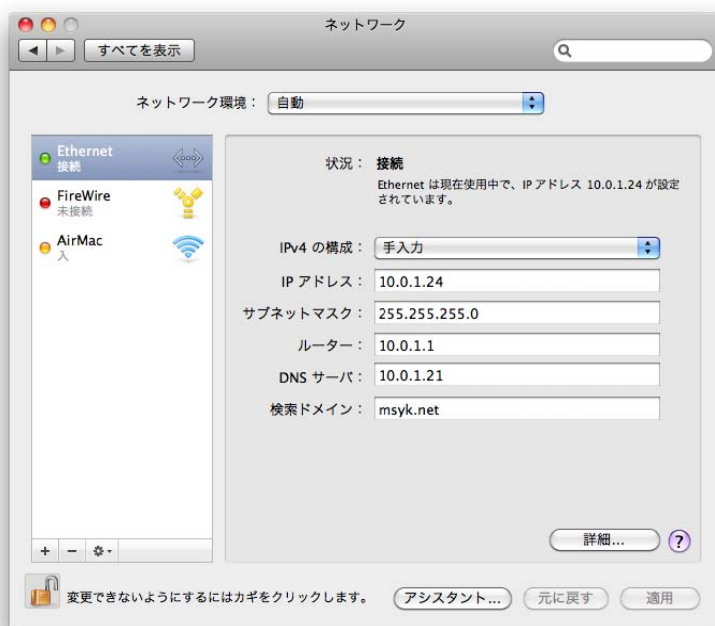 ネットワーク
すべてを表示
ネットワーク環境： 自動
Ethernet
接続
FireWire
未接続
AirMac
入
状況： 接続
Ethernet は現在使用中で、IP アドレス 10.0.1.24 が設定
されています。
IPv4 の構成： 手入力
IP アドレス： 10.0.1.24
サブネットマスク： 255.255.255.0
ルーター： 10.0.1.1
DNS サーバ： 10.0.1.21
検索ドメイン： msyk.net
詳細... ?
変更できないようにするにはカギをクリックします。 アシスタント... 元に戻す 適用